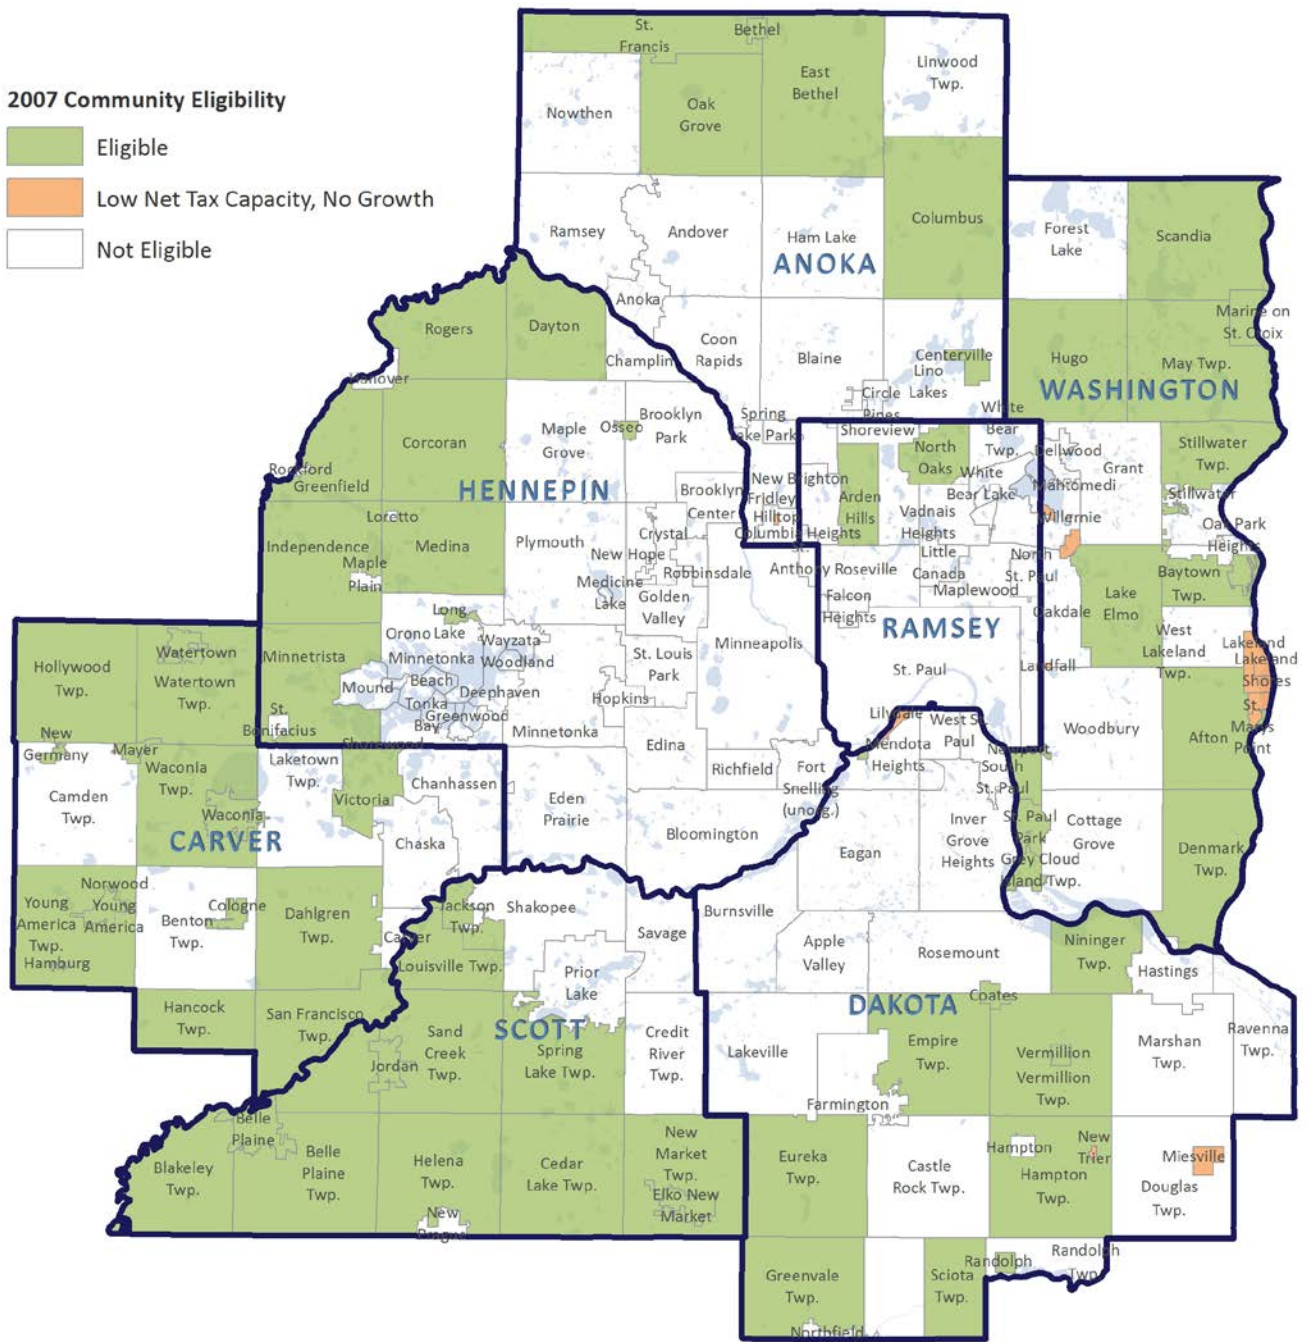 2007 Community Eligibility
Eligible
Low Net Tax Capacity, No Growth
Not Eligible
St.
Francis
Bethel
Linwood
Twp.
East
Bethel
Oak
Grove
Nowthen
Columbus
Ramsey
Andover
Ham Lake
ANOKA
Forest
Lake
Scandia
Anoka
Marine on
St. Croix
Rogers
Dayton
Champlin
Coon
Rapids
Blaine
Centerville
Lino
Lakes
Circle
Pines
Hugo
May Twp.
WASHINGTON
Hanover
Corcoran
Maple
Grove
Osseo
Brooklyn
Park
Spring
Lake Park
Shoreview
White
Bear
Twp.
North
Oaks
White
Bear Lake
Dellwood
Grant
Mahtomedi
Stillwater
Twp.
Stillwater
Rockford
Greenfield
HENNEPIN
Brooklyn
Center
New Brighton
Fridley
Hilltop
Columbia Heights
Arden
Hills
Vadnais
Heights
Willernie
Oak Park
Heights
Loretto
Independence
Medina
Plymouth
Crystal
New Hope
Robbinsdale
St.
Anthony
Roseville
Little
Canada
North
St. Paul
Maplewood
Maple
Plain
Medicine
Lake
Golden
Valley
Falcon
Heights
Oakdale
Lake
Elmo
Baytown
Twp.
Long
Lake
Orono
Wayzata
Woodland
Minneapolis
RAMSEY
West
Lakeland
Twp.
Lakeland
Lakeland
Shores
Hollywood
Twp.
Watertown
Watertown
Twp.
Minnetrista
Minnetonka
Beach
Mound
Tonka
Bay
Deephaven
Greenwood
St. Louis
Park
Hopkins
St. Paul
Landfall
St.
Marys
Point
St.
Bonifacius
Shorewood
Minnetonka
Edina
Lilydale
West St.
Paul
Mendota
Heights
Woodbury
Afton
Newport
New
Germany
Mayer
Waconia
Twp.
Laketown
Twp.
Chanhassen
Richfield
Fort
Snelling
(unorg.)
South
St. Paul
Camden
Twp.
Waconia
Victoria
Eden
Prairie
Bloomington
CARVER
Chaska
Eagan
Inver
Grove
Heights
St. Paul
Park
Grey Cloud
Island Twp.
Cottage
Grove
Denmark
Twp.
Young
America
Twp.
Norwood
Young
America
Hamburg
Benton
Twp.
Cologne
Dahlgren
Twp.
Carver
Jackson
Twp.
Shakopee
Savage
Burnsville
Louisville Twp.
Prior
Lake
Apple
Valley
Rosemount
Nininger
Twp.
Hastings
Hancock
Twp.
San Francisco
Twp.
Sand
Creek
Twp.
SCOTT
Spring
Lake Twp.
Credit
River
Twp.
Lakeville
DAKOTA
Coates
Empire
Twp.
Vermillion
Vermillion
Twp.
Marshan
Twp.
Ravenna
Twp.
Jordan
Farmington
Belle
Plaine
Blakeley
Twp.
Belle
Plaine
Twp.
Helena
Twp.
Cedar
Lake Twp.
New
Market
Twp.
Elko New
Market
New
Prague
Eureka
Twp.
Castle
Rock Twp.
Hampton
New
Trier
Hampton
Twp.
Miesville
Douglas
Twp.
Greenvale
Twp.
Sciota
Twp.
Randolph
Randolph
Twp.
Northfield